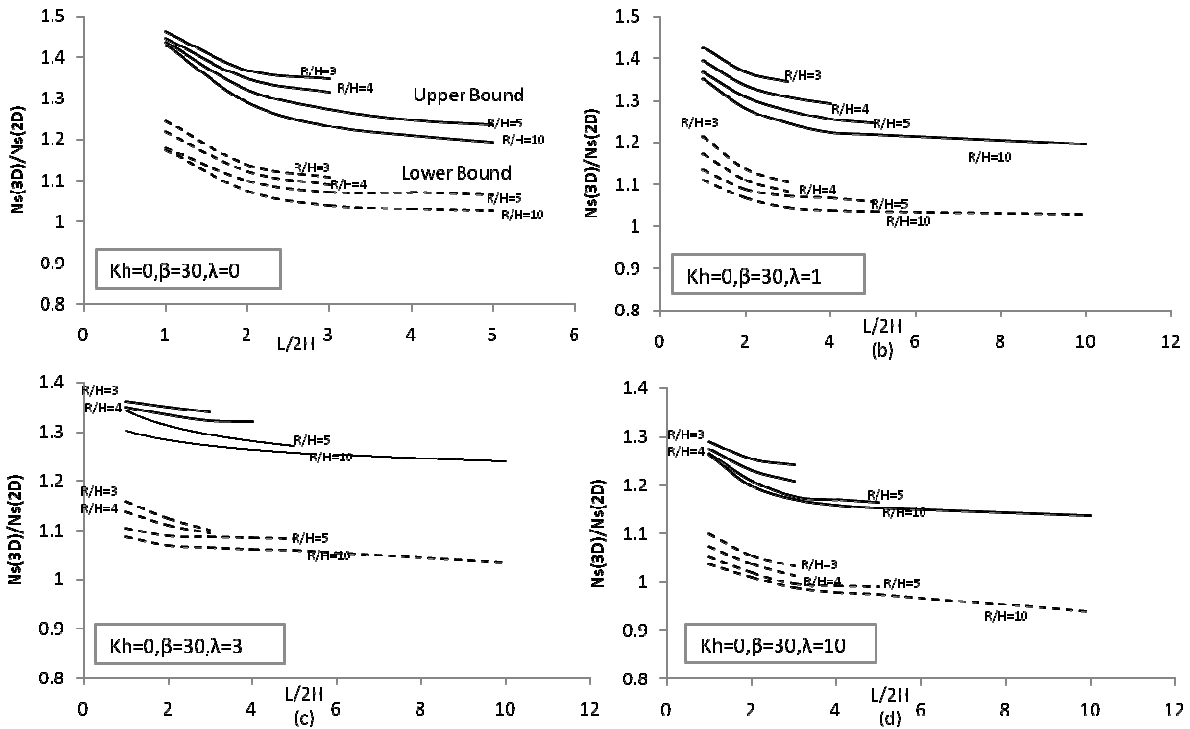 1.5
1.4
1.3
1.2
1.1
1
0.9
0.8
Ns(3D)/Ns(2D)
R/H=3
R/H=4
Upper Bound
R/H=5
R/H=10
R/H=3
Lower Bound
R/H=4
R/H=5
R/H=10
Kh=0,β=30,λ=0
0 1 2 3 4 5 6
L/2H
1.5
1.4
1.3
1.2
1.1
1
0.9
0.8
Ns(3D)/Ns(2D)
R/H=3
R/H=4
R/H=5
R/H=3
R/H=10
R/H=4
R/H=5
R/H=10
Kh=0,β=30,λ=1
0 2 4 6 8 10 12
L/2H
(b)
1.4
1.3
1.2
1.1
1
0.9
0.8
Ns(3D)/Ns(2D)
R/H=3
R/H=4
R/H=5
R/H=10
R/H=3
R/H=4
R/H=5
R/H=10
Kh=0,β=30,λ=3
0 2 4 6 8 10 12
L/2H
(c)
1.4
1.3
1.2
1.1
1
0.9
0.8
Ns(3D)/Ns(2D)
R/H=3
R/H=4
R/H=5
R/H=10
R/H=3
R/H=4
R/H=5
R/H=10
Kh=0,β=30,λ=10
0 2 4 6 8 10 12
L/2H
(d)